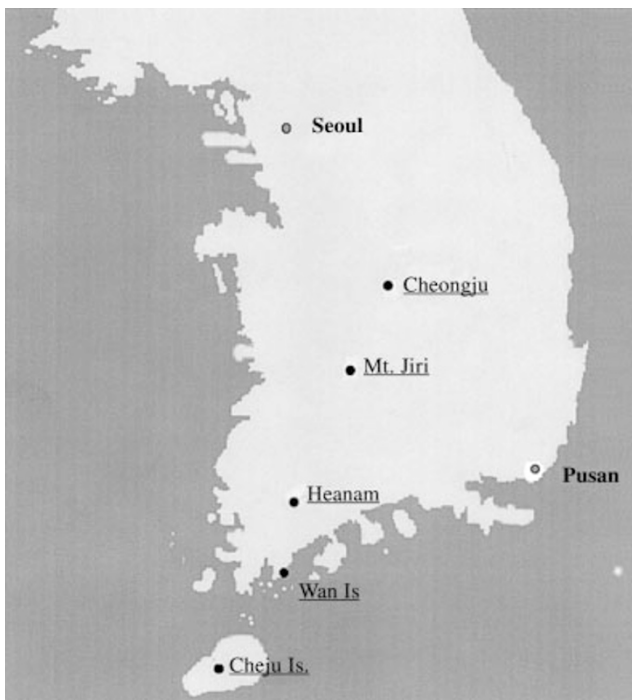 Seoul
Cheongju
Mt. Jiri
Heanam
Pusan
Wan Is
Cheju Is.